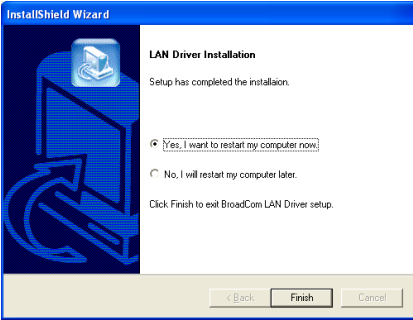 InstallShield Wizard
LAN Driver Installation
Setup has completed the installaion.
Yes, I want to restart my computer now.
No, I will restart my computer later.
Click Finish to exit BroadCom LAN Driver setup.
< Back Finish Cancel